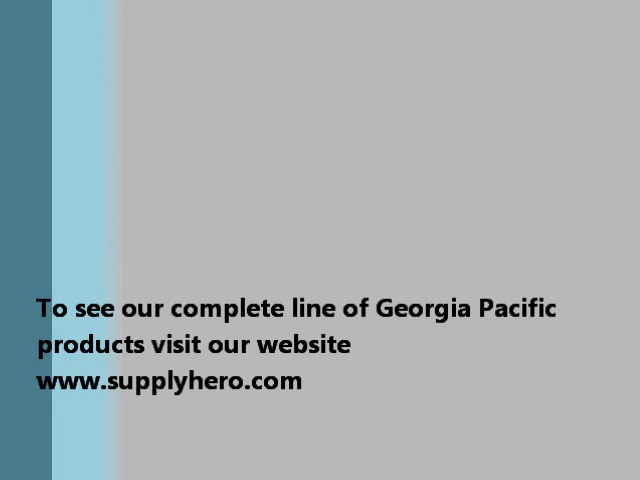 To see our complete line of Georgia Pacific
products visit our website
www.supplyhero.com